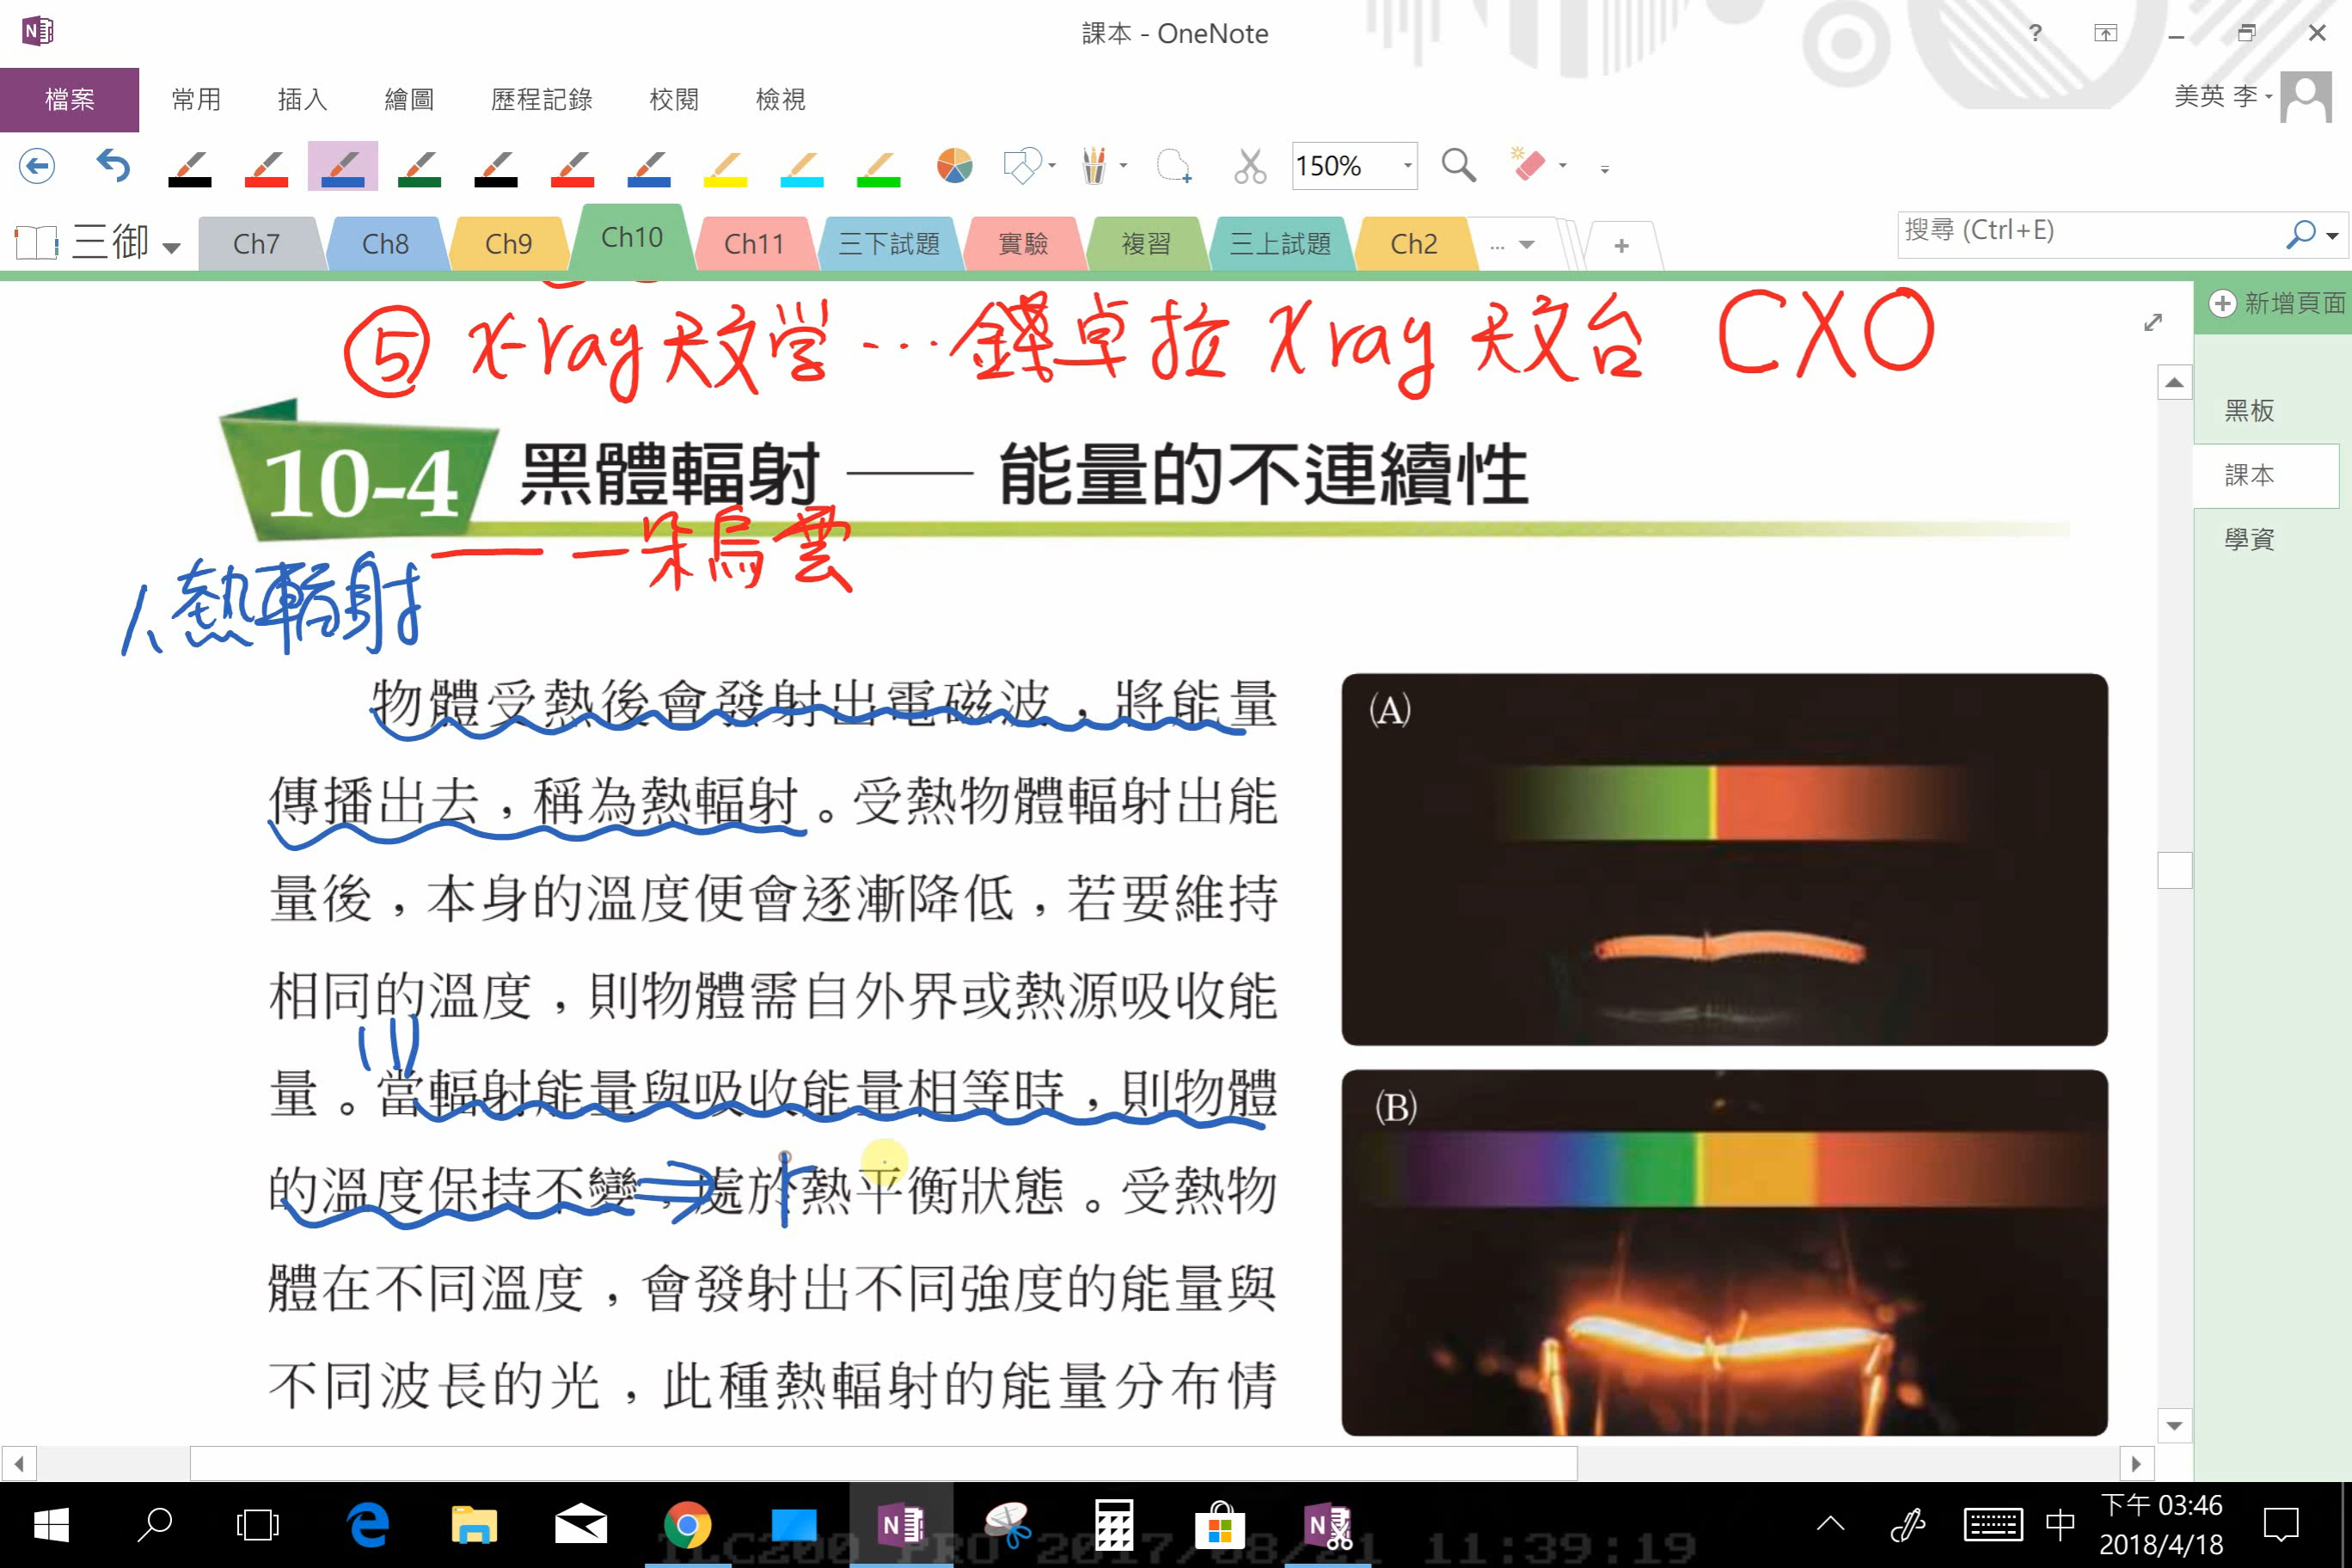 課本 - OneNote
?
檔案 常用 插入 繪圖 歷程記錄 校閱 檢視
美英 李
150%
三御 Ch7 Ch8 Ch9 Ch10 Ch11 三下試題 實驗 複習 三上試題 Ch2 ... +
搜尋 (Ctrl+E)
新增頁面
黑板
課本
學資
⑤ X-ray 天文学…錢卓拉 X ray 天文台 CXO
10-4 黑體輻射 —— 能量的不連續性
—— 一朵烏雲
1、熱輻射
物體受熱後會發射出電磁波,將能量
傳播出去,稱為熱輻射。受熱物體輻射出能
量後,本身的溫度便會逐漸降低,若要維持
相同的溫度,則物體需自外界或熱源吸收能
(1)
量。當輻射能量與吸收能量相等時,則物體
的溫度保持不變,⇒處於熱平衡狀態。受熱物
體在不同溫度,會發射出不同強度的能量與
不同波長的光,此種熱輻射的能量分布情
(A)
(B)
中
下午 03:46
2018/4/18
ILC200 PRO 2017/08/21 11:39:19